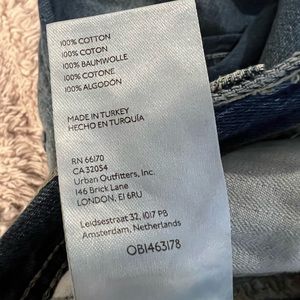 100% COTTON
100% COTON
100% BAUMWOLLE
100% COTONE
100% ALGODÓN
MADE IN TURKEY
HECHO EN TURQUÍA
RN 66170
CA 32054
Urban Outfitters, Inc.
146 Brick Lane
LONDON, E1 6RU
Leidsestraat 32, 1017 PB
Amsterdam, Netherlands
OB1463178